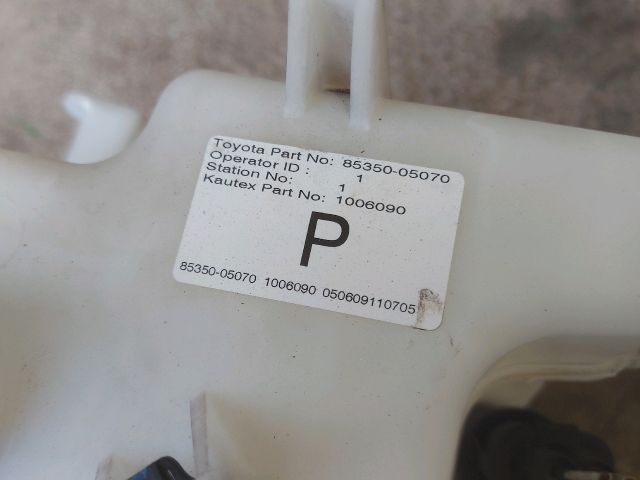 Toyota Part No: 85350-05070
Operator ID : 1
Station No: 1
Kautex Part No: 1006090
P
85350-05070 1006090 050609110705